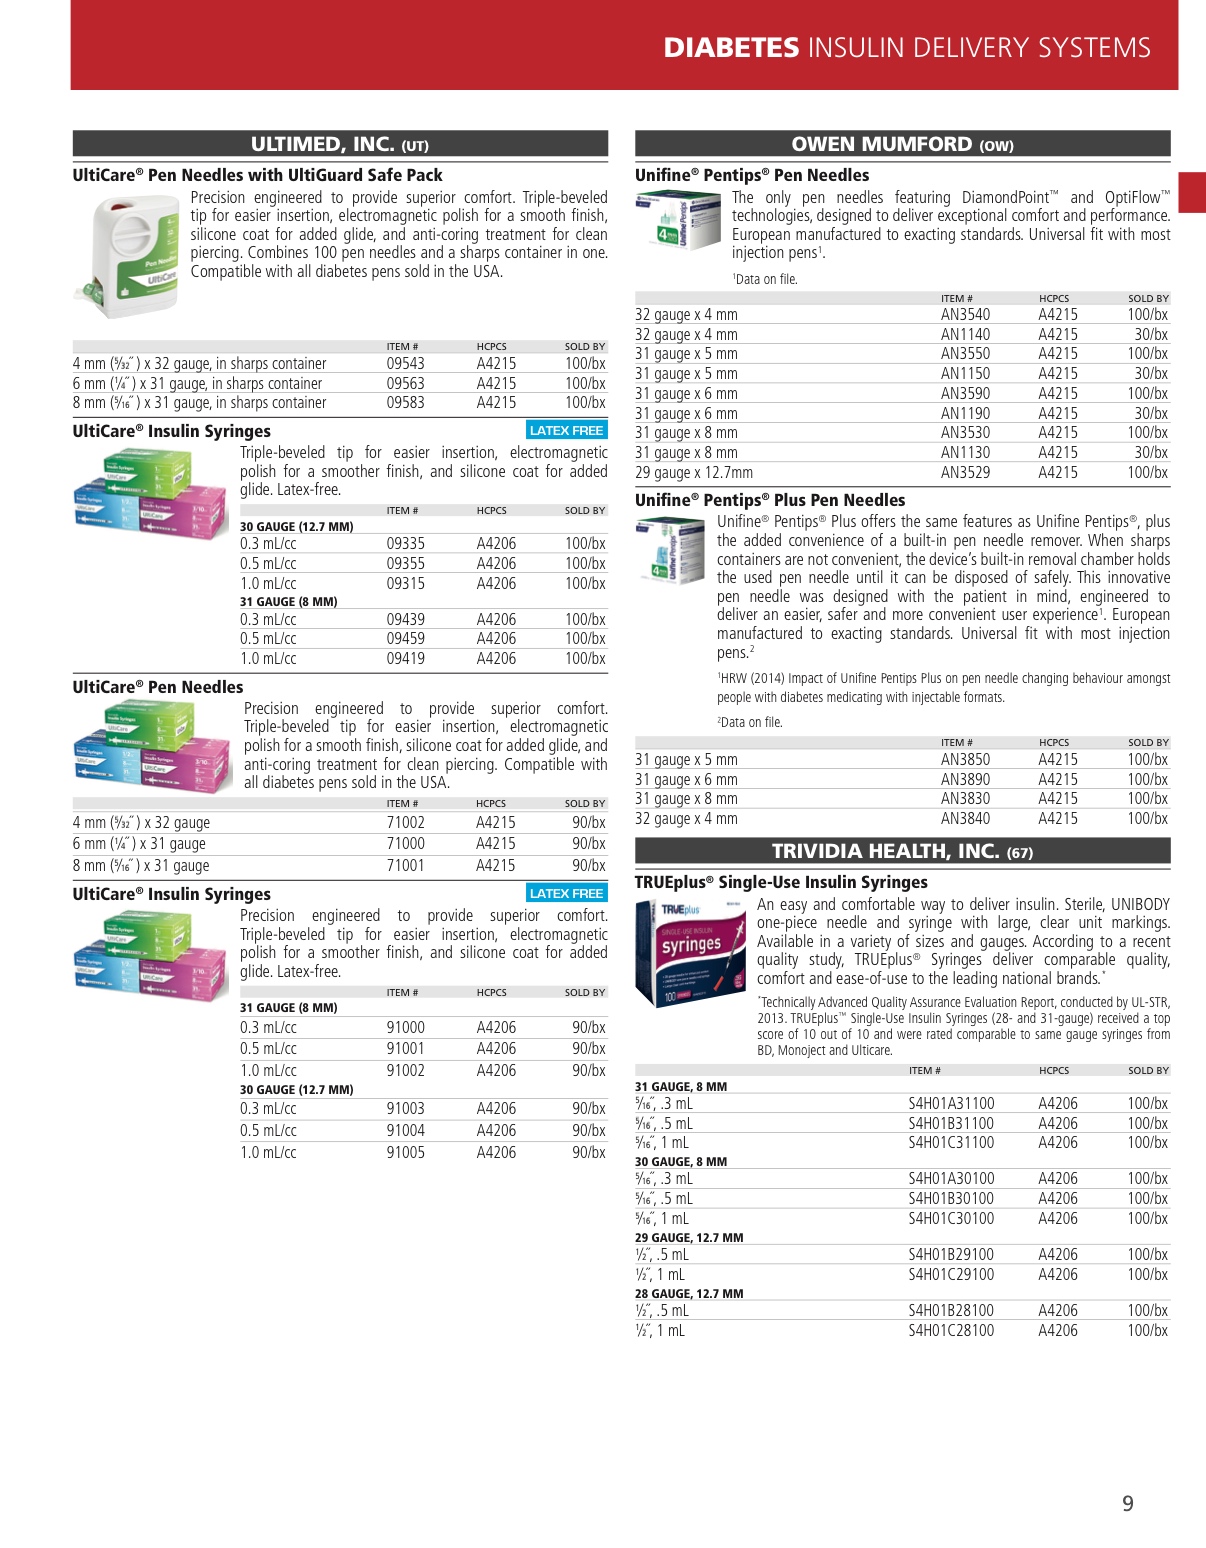 DIABETES INSULIN DELIVERY SYSTEMS
ULTIMED, INC. (UT)
UltiCare® Pen Needles with UltiGuard Safe Pack
Precision engineered to provide superior comfort. Triple-beveled
tip for easier insertion, electromagnetic polish for a smooth finish,
silicone coat for added glide, and anti-coring treatment for clean
piercing. Combines 100 pen needles and a sharps container in one.
Compatible with all diabetes pens sold in the USA.
ITEM # HCPCS SOLD BY
4 mm (5/32˝ ) x 32 gauge, in sharps container 09543 A4215 100/bx
6 mm (1/4˝ ) x 31 gauge, in sharps container 09563 A4215 100/bx
8 mm (5/16˝ ) x 31 gauge, in sharps container 09583 A4215 100/bx
UltiCare® Insulin Syringes LATEX FREE
Triple-beveled tip for easier insertion, electromagnetic
polish for a smoother finish, and silicone coat for added
glide. Latex-free.
ITEM # HCPCS SOLD BY
30 GAUGE (12.7 MM)
0.3 mL/cc 09335 A4206 100/bx
0.5 mL/cc 09355 A4206 100/bx
1.0 mL/cc 09315 A4206 100/bx
31 GAUGE (8 MM)
0.3 mL/cc 09439 A4206 100/bx
0.5 mL/cc 09459 A4206 100/bx
1.0 mL/cc 09419 A4206 100/bx
UltiCare® Pen Needles
Precision engineered to provide superior comfort.
Triple-beveled tip for easier insertion, electromagnetic
polish for a smooth finish, silicone coat for added glide, and
anti-coring treatment for clean piercing. Compatible with
all diabetes pens sold in the USA.
ITEM # HCPCS SOLD BY
4 mm (5/32˝ ) x 32 gauge 71002 A4215 90/bx
6 mm (1/4˝ ) x 31 gauge 71000 A4215 90/bx
8 mm (5/16˝ ) x 31 gauge 71001 A4215 90/bx
UltiCare® Insulin Syringes LATEX FREE
Precision engineered to provide superior comfort.
Triple-beveled tip for easier insertion, electromagnetic
polish for a smoother finish, and silicone coat for added
glide. Latex-free.
ITEM # HCPCS SOLD BY
31 GAUGE (8 MM)
0.3 mL/cc 91000 A4206 90/bx
0.5 mL/cc 91001 A4206 90/bx
1.0 mL/cc 91002 A4206 90/bx
30 GAUGE (12.7 MM)
0.3 mL/cc 91003 A4206 90/bx
0.5 mL/cc 91004 A4206 90/bx
1.0 mL/cc 91005 A4206 90/bx
OWEN MUMFORD (OW)
Unifine® Pentips® Pen Needles
The only pen needles featuring DiamondPoint™ and OptiFlow™
technologies, designed to deliver exceptional comfort and performance.
European manufactured to exacting standards. Universal fit with most
injection pens¹.
¹Data on file.
ITEM # HCPCS SOLD BY
32 gauge x 4 mm AN3540 A4215 100/bx
32 gauge x 4 mm AN1140 A4215 30/bx
31 gauge x 5 mm AN3550 A4215 100/bx
31 gauge x 5 mm AN1150 A4215 30/bx
31 gauge x 6 mm AN3590 A4215 100/bx
31 gauge x 6 mm AN1190 A4215 30/bx
31 gauge x 8 mm AN3530 A4215 100/bx
31 gauge x 8 mm AN1130 A4215 30/bx
29 gauge x 12.7mm AN3529 A4215 100/bx
Unifine® Pentips® Plus Pen Needles
Unifine® Pentips® Plus offers the same features as Unifine Pentips®, plus
the added convenience of a built-in pen needle remover. When sharps
containers are not convenient, the device's built-in removal chamber holds
the used pen needle until it can be disposed of safely. This innovative
pen needle was designed with the patient in mind, engineered to
deliver an easier, safer and more convenient user experience¹. European
manufactured to exacting standards. Universal fit with most injection
pens.²
¹HRW (2014) Impact of Unifine Pentips Plus on pen needle changing behaviour amongst
people with diabetes medicating with injectable formats.
²Data on file.
ITEM # HCPCS SOLD BY
31 gauge x 5 mm AN3850 A4215 100/bx
31 gauge x 6 mm AN3890 A4215 100/bx
31 gauge x 8 mm AN3830 A4215 100/bx
32 gauge x 4 mm AN3840 A4215 100/bx
TRIVIDIA HEALTH, INC. (67)
TRUEplus® Single-Use Insulin Syringes
TRUEplus
SINGLE-USE INSULIN
syringes
100
An easy and comfortable way to deliver insulin. Sterile, UNIBODY
one-piece needle and syringe with large, clear unit markings.
Available in a variety of sizes and gauges. According to a recent
quality study, TRUEplus® Syringes deliver comparable quality,
comfort and ease-of-use to the leading national brands.*
*Technically Advanced Quality Assurance Evaluation Report, conducted by UL-STR,
2013. TRUEplus™ Single-Use Insulin Syringes (28- and 31-gauge) received a top
score of 10 out of 10 and were rated comparable to same gauge syringes from
BD, Monoject and Ulticare.
ITEM # HCPCS SOLD BY
31 GAUGE, 8 MM
5/16˝, .3 mL S4H01A31100 A4206 100/bx
5/16˝, .5 mL S4H01B31100 A4206 100/bx
5/16˝, 1 mL S4H01C31100 A4206 100/bx
30 GAUGE, 8 MM
5/16˝, .3 mL S4H01A30100 A4206 100/bx
5/16˝, .5 mL S4H01B30100 A4206 100/bx
5/16˝, 1 mL S4H01C30100 A4206 100/bx
29 GAUGE, 12.7 MM
1/2˝, .5 mL S4H01B29100 A4206 100/bx
1/2˝, 1 mL S4H01C29100 A4206 100/bx
28 GAUGE, 12.7 MM
1/2˝, .5 mL S4H01B28100 A4206 100/bx
1/2˝, 1 mL S4H01C28100 A4206 100/bx
9